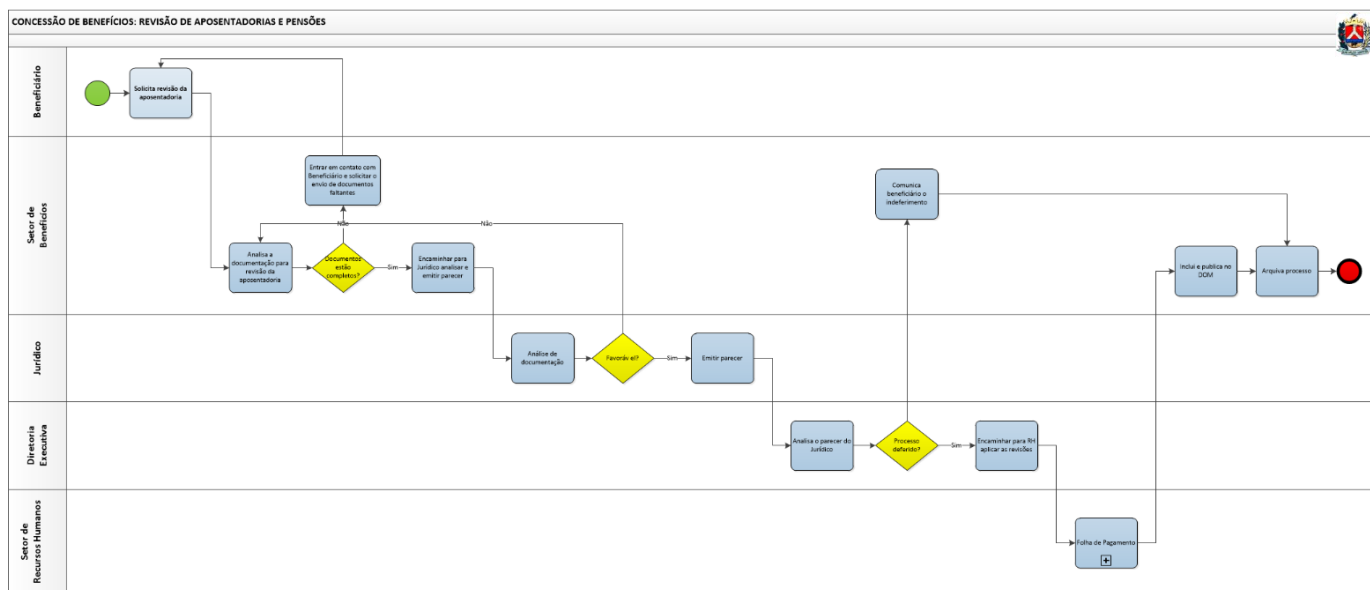 CONCESSÃO DE BENEFÍCIOS: REVISÃO DE APOSENTADORIAS E PENSÕES
Beneficiário
Solicita revisão da
aposentadoria
Setor de
Benefícios
Entrar em contato com
Beneficiário e solicitar o
envio de documentos
faltantes
Não
Não
Analisa a
documentação para
revisão da
aposentadoria
Documentos
estão
completos?
Sim
Encaminhar para
Jurídico analisar e
emitir parecer
Comunica
beneficiário o
indeferimento
Inclui e publica no
DOM
Arquiva processo
Jurídico
Análise de
documentação
Favoráv el?
Sim
Emitir parecer
Diretoria
Executiva
Analisa o parecer do
Jurídico
Processo
deferido?
Sim
Encaminhar para RH
aplicar as revisões
Setor de
Recursos Humanos
Folha de Pagamento